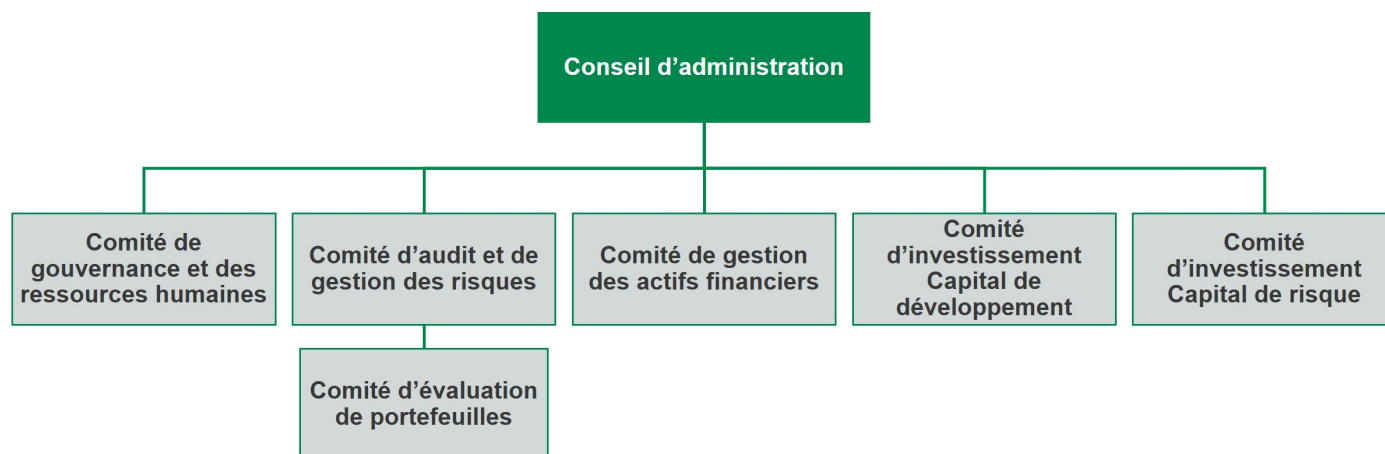 Conseil d’administration
Comité de
gouvernance et des
ressources humaines
Comité d’audit et de
gestion des risques
Comité de gestion
des actifs financiers
Comité
d’investissement
Capital de
développement
Comité
d’investissement
Capital de risque
Comité d’évaluation
de portefeuilles